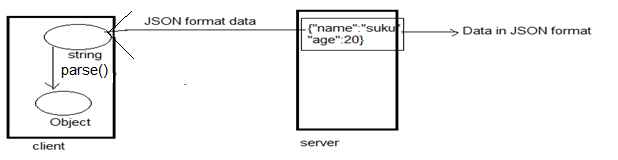 JSON format data
{"name":"suku"
"age":20}
Data in JSON format
string
parse()
Object
client
server